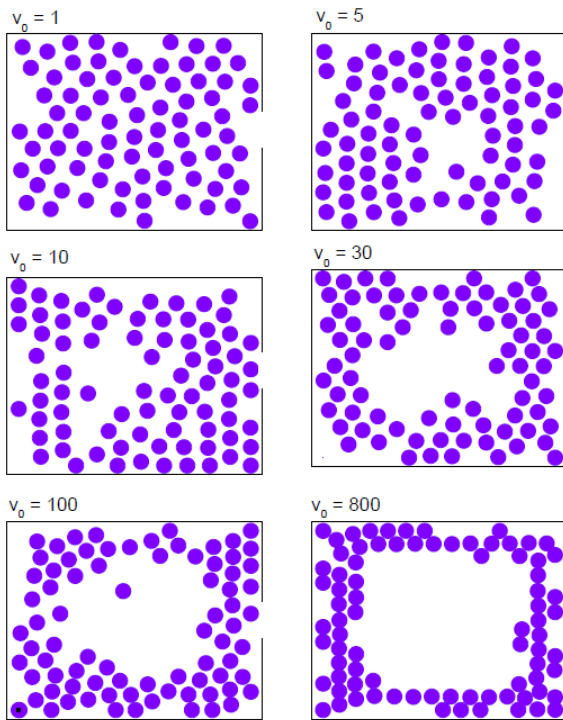 v₀ = 1
v₀ = 5
v₀ = 10
v₀ = 30
v₀ = 100
v₀ = 800